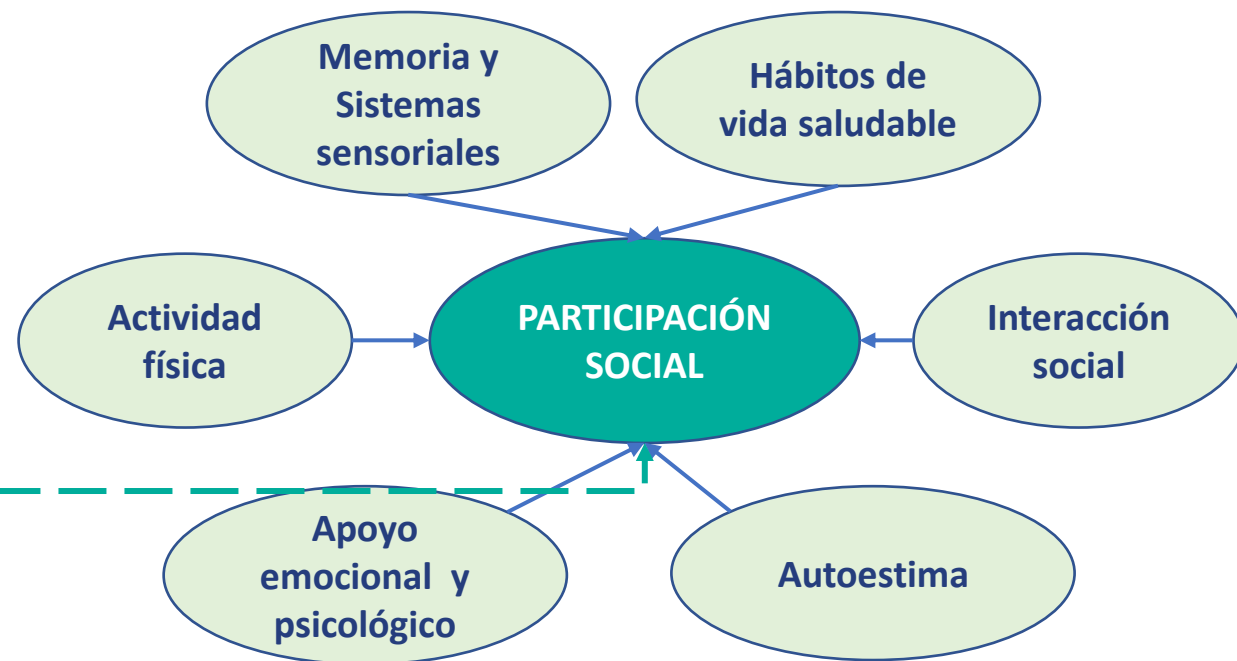 Memoria y
Sistemas
sensoriales
Hábitos de
vida saludable
Actividad
física
PARTICIPACIÓN
SOCIAL
Interacción
social
Apoyo
emocional y
psicológico
Autoestima